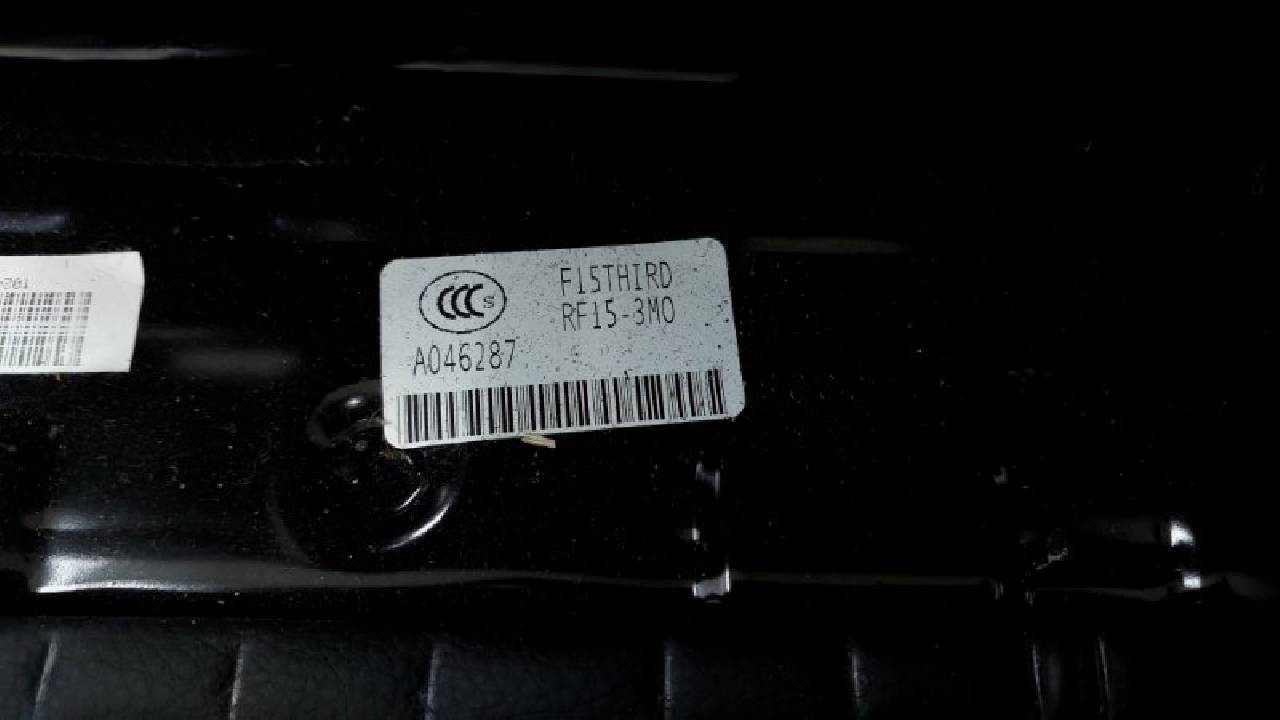 CCC S
F15THIRD
RF15-3M0
A046287